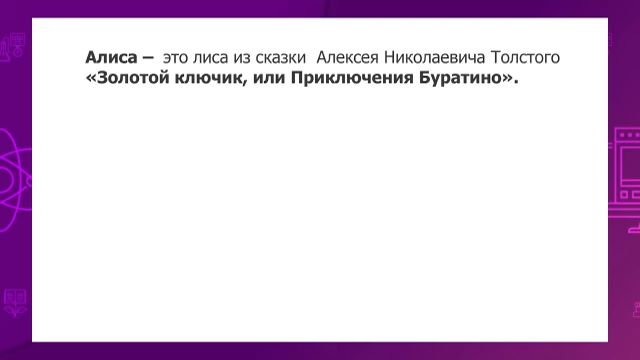 Алиса – это лиса из сказки Алексея Николаевича Толстого
«Золотой ключик, или Приключения Буратино».